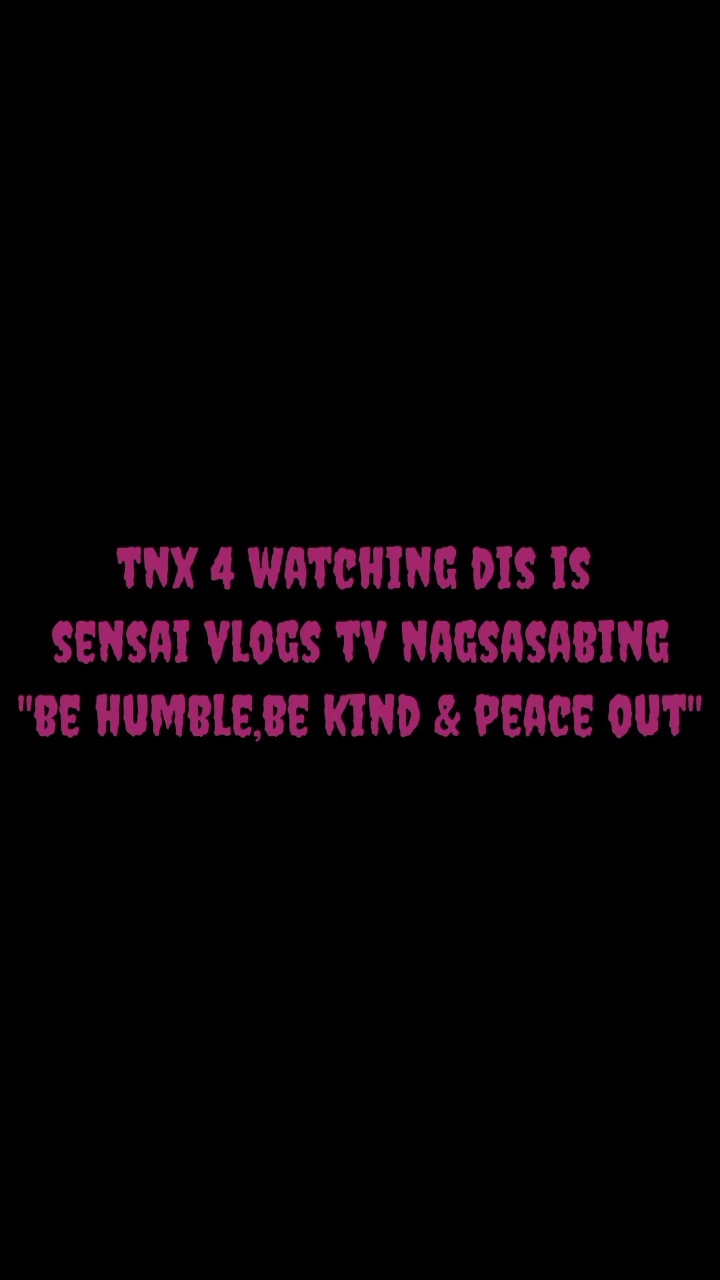 TNX 4 WATCHING DIS IS
SENSAI VLOGS TV NAGSASABING
"BE HUMBLE,BE KIND & PEACE OUT"